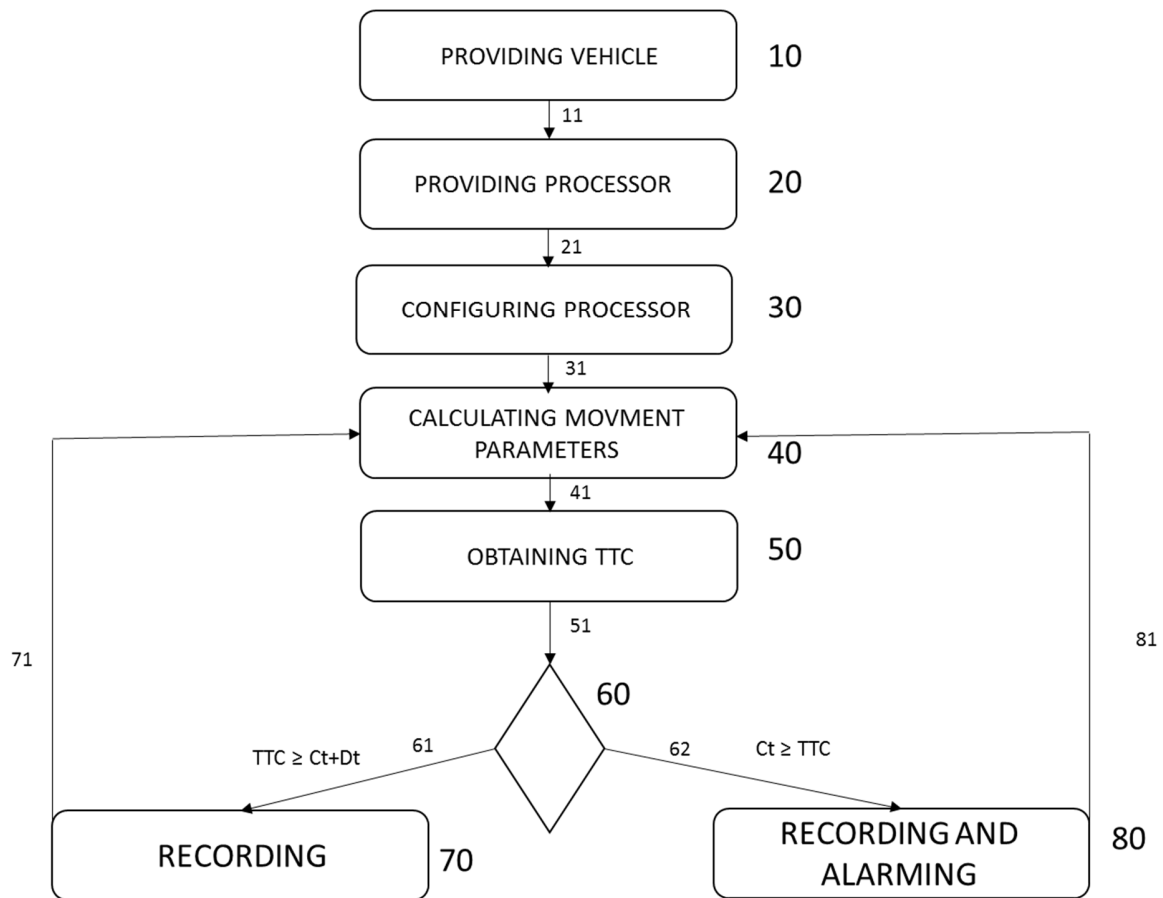 PROVIDING VEHICLE
10
11
PROVIDING PROCESSOR
20
21
CONFIGURING PROCESSOR
30
31
CALCULATING MOVMENT
PARAMETERS
40
41
OBTAINING TTC
50
51
71
81
60
TTC ≥ Ct+Dt
61
62
Ct ≥ TTC
RECORDING
70
RECORDING AND
ALARMING
80